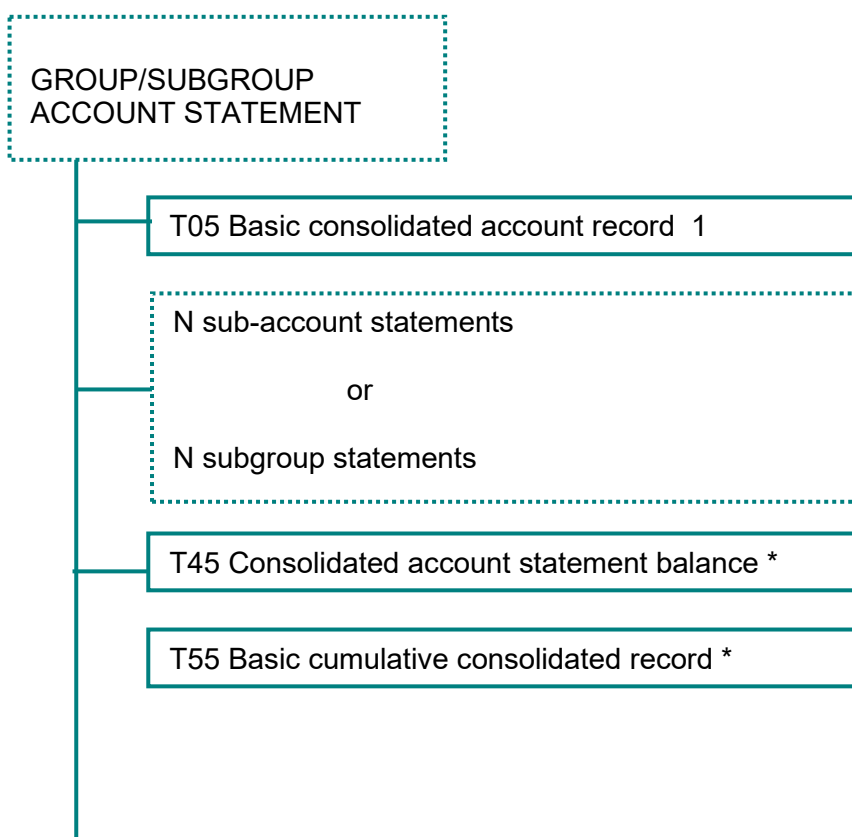 GROUP/SUBGROUP
ACCOUNT STATEMENT
T05 Basic consolidated account record  1
N sub-account statements
or
N subgroup statements
T45 Consolidated account statement balance *
T55 Basic cumulative consolidated record *